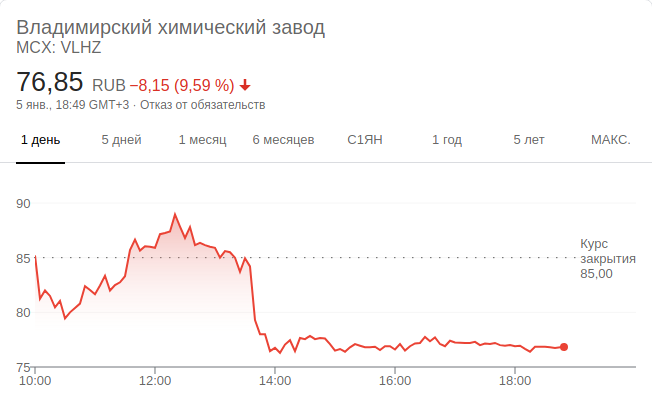 Владимирский химический завод
MCX: VLHZ
76,85 RUB −8,15 (9,59 %)
5 янв., 18:49 GMT+3 · Отказ от обязательств
1 день 5 дней 1 месяц 6 месяцев С1ЯН 1 год 5 лет МАКС.
90
Курс
85 закрытия
85,00
80
75
10:00 12:00 14:00 16:00 18:00